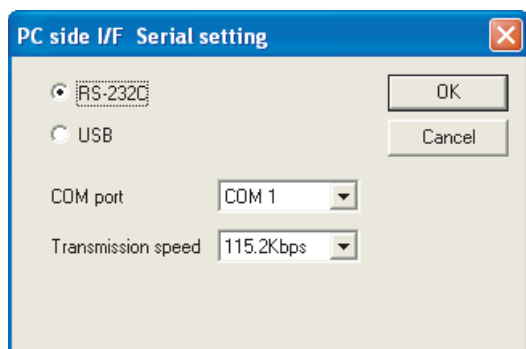 PC side I/F  Serial setting
RS-232C
OK
USB
Cancel
COM port
COM 1
Transmission speed
115.2Kbps